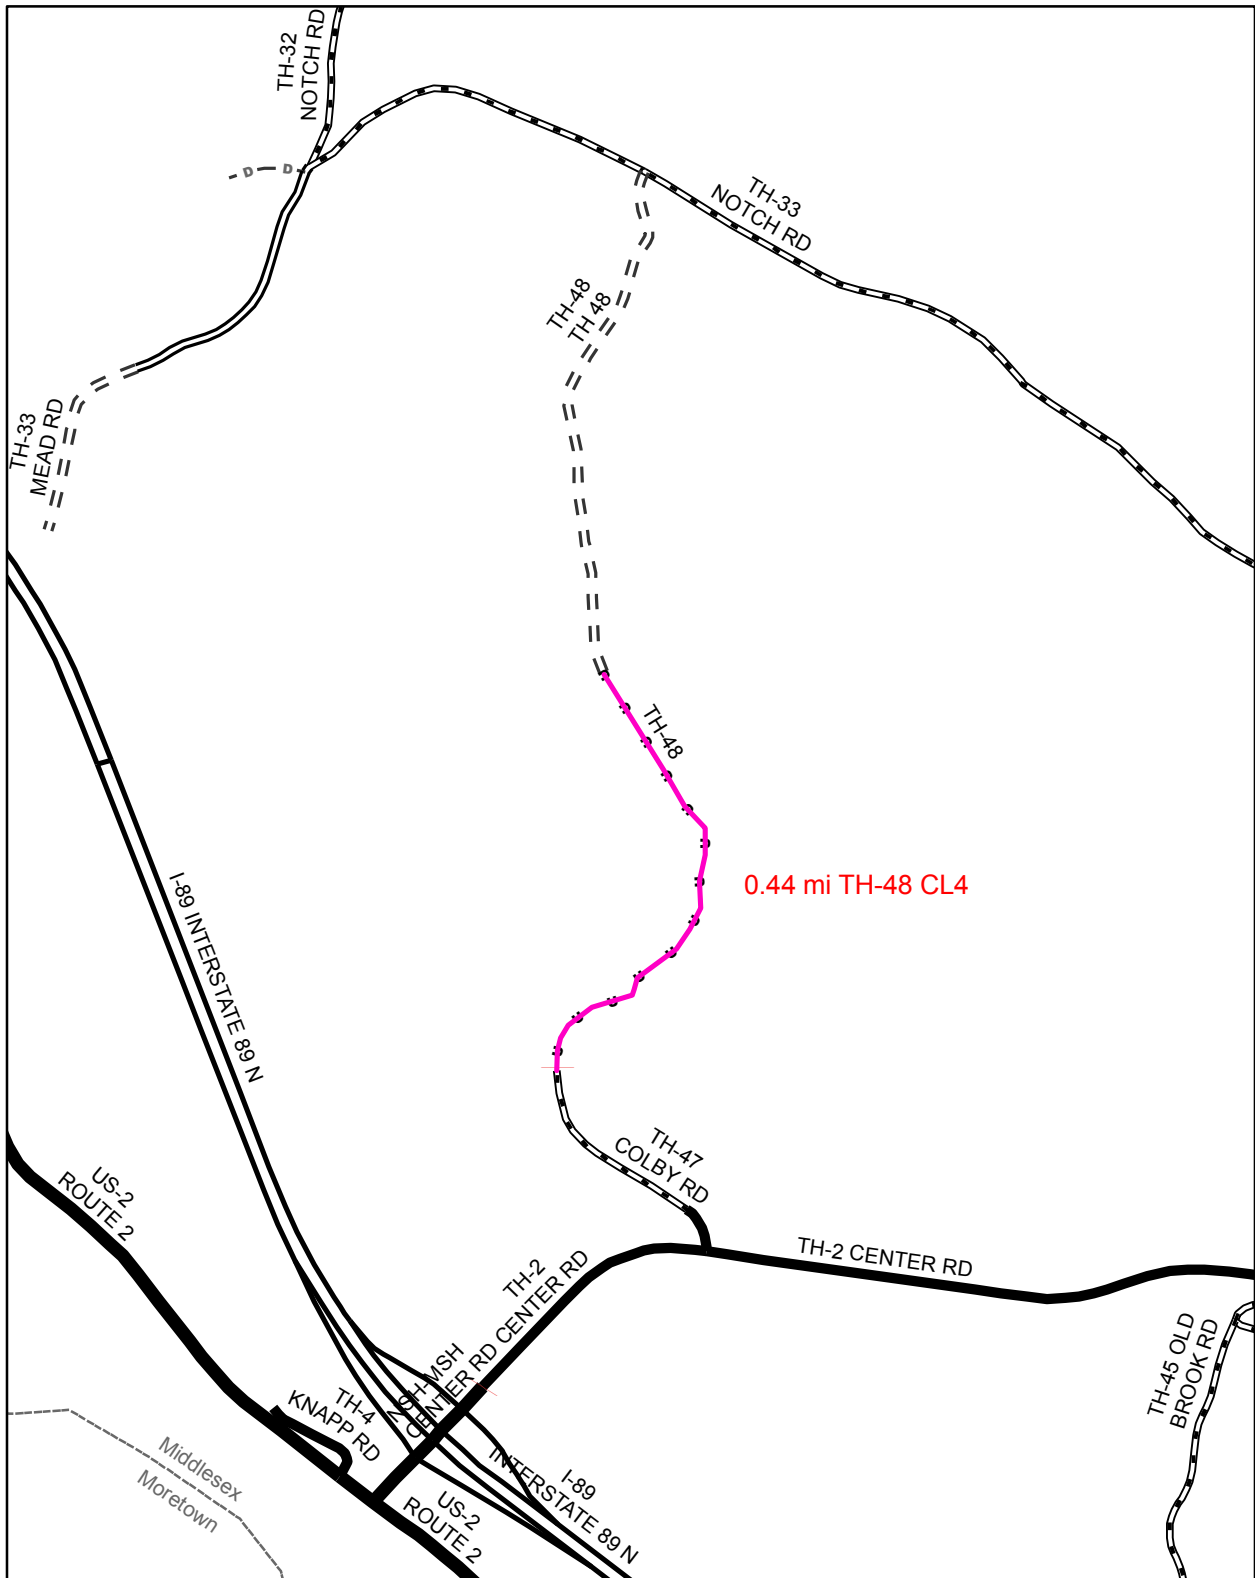 TH-32
NOTCH RD
D
D
TH-33
NOTCH RD
TH-48
TH 48
TH-33
MEAD RD
TH-48
0.44 mi TH-48 CL4
I-89 INTERSTATE 89 N
TH-47
COLBY RD
US-2
ROUTE 2
TH-2 CENTER RD
TH-2
CENTER RD
TH-45 OLD
BROOK RD
CENTER RD
TH-4
KNAPP RD
I-89
INTERSTATE 89 N
US-2
ROUTE 2
Middlesex
Moretown